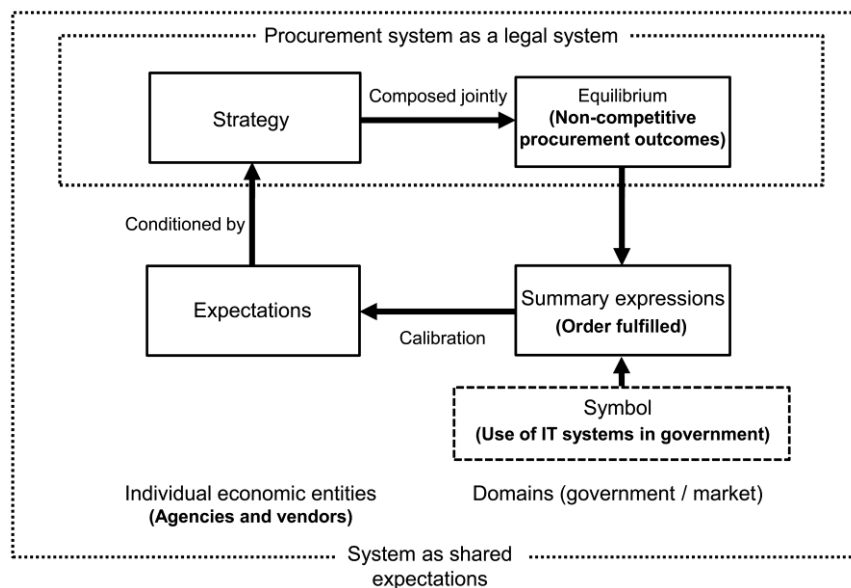 Procurement system as a legal system
Strategy
Composed jointly
Equilibrium
(Non-competitive
procurement outcomes)
Conditioned by
Expectations
Calibration
Summary expressions
(Order fulfilled)
Symbol
(Use of IT systems in government)
Individual economic entities
(Agencies and vendors)
Domains (government / market)
System as shared
expectations